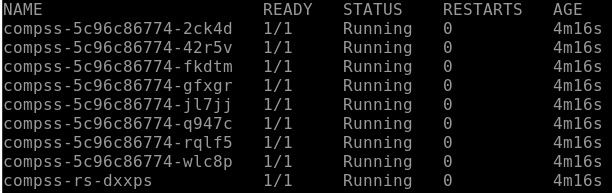 NAME READY STATUS RESTARTS AGE
compss-5c96c86774-2ck4d 1/1 Running 0 4m16s
compss-5c96c86774-42r5v 1/1 Running 0 4m16s
compss-5c96c86774-fkdtm 1/1 Running 0 4m16s
compss-5c96c86774-gfxgr 1/1 Running 0 4m16s
compss-5c96c86774-jl7jj 1/1 Running 0 4m16s
compss-5c96c86774-q947c 1/1 Running 0 4m16s
compss-5c96c86774-rqlf5 1/1 Running 0 4m16s
compss-5c96c86774-wlc8p 1/1 Running 0 4m16s
compss-rs-dxxps 1/1 Running 0 4m16s